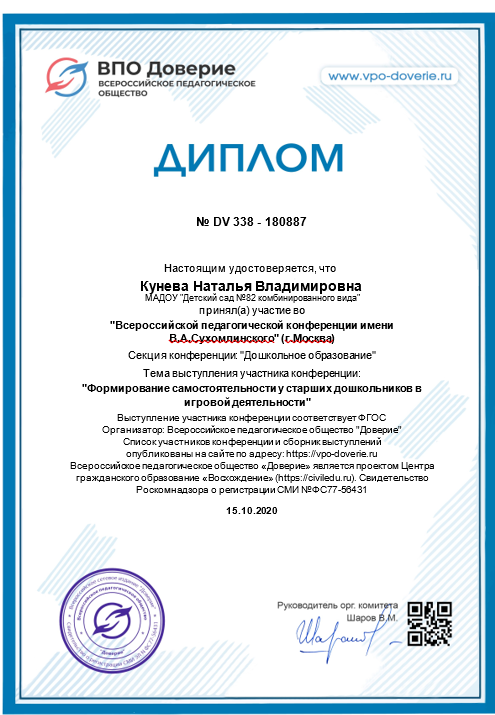 ВПО Доверие
ВСЕРОССИЙСКОЕ ПЕДАГОГИЧЕСКОЕ
ОБЩЕСТВО
www.vpo-doverie.ru
ДИПЛОМ
№ DV 338 - 180887
Настоящим удостоверяется, что
Кунева Наталья Владимировна
МАДОУ "Детский сад №82 комбинированного вида"
принял(а) участие во
"Всероссийской педагогической конференции имени
В.А.Сухомлинского" (г.Москва)
Секция конференции: "Дошкольное образование"
Тема выступления участника конференции:
"Формирование самостоятельности у старших дошкольников в
игровой деятельности"
Выступление участника конференции соответствует ФГОС
Организатор: Всероссийское педагогическое общество "Доверие"
Список участников конференции и сборник выступлений
опубликованы на сайте по адресу: https://vpo-doverie.ru
Всероссийское педагогическое общество «Доверие» является проектом Центра
гражданского образования «Восхождение» (https://civiledu.ru). Свидетельство
Роскомнадзора о регистрации СМИ №ФС77-56431
15.10.2020
Всероссийское педагогическое общество
"Доверие"
Руководитель орг. комитета
Шаров В.М.